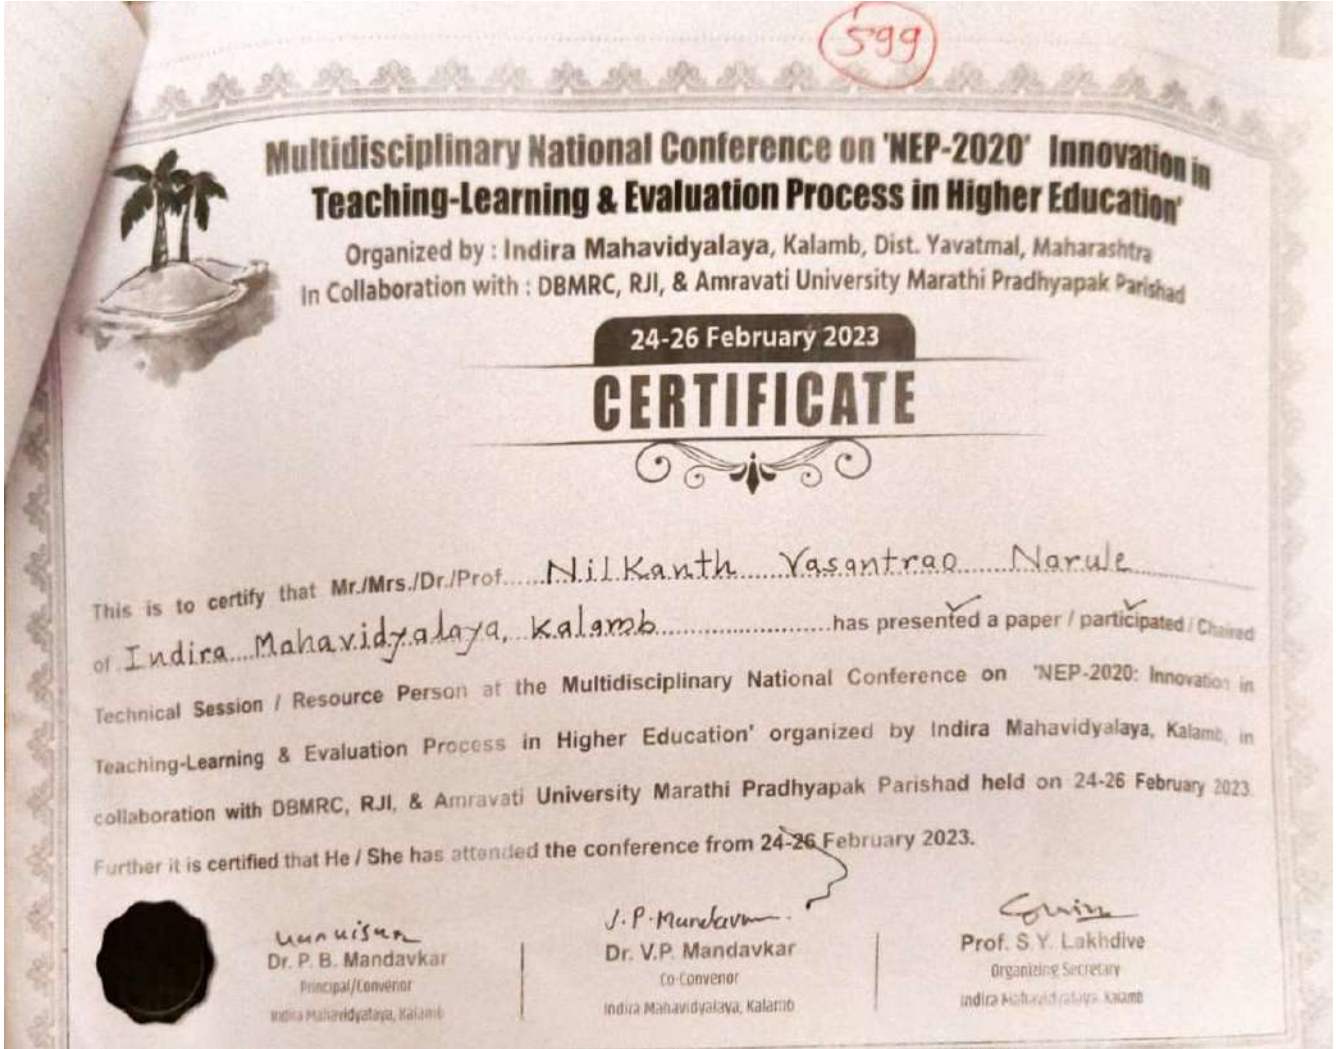 599
Multidisciplinary National Conference on 'NEP-2020' Innovation in
Teaching-Learning & Evaluation Process in Higher Education'
Organized by : Indira Mahavidyalaya, Kalamb, Dist. Yavatmal, Maharashtra
In Collaboration with : DBMRC, RJI, & Amravati University Marathi Pradhyapak Parishad
24-26 February 2023
CERTIFICATE
This is to certify that Mr./Mrs./Dr./Prof...... Nilkanth Vasantrao Narule
of Indira Mahavidyalaya, Kalamb has presented a paper / participated / Chaired
Technical Session / Resource Person at the Multidisciplinary National Conference on 'NEP-2020: Innovation in
Teaching-Learning & Evaluation Process in Higher Education' organized by Indira Mahavidyalaya, Kalamb, in
collaboration with DBMRC, RJI, & Amravati University Marathi Pradhyapak Parishad held on 24-26 February 2023.
Further it is certified that He / She has attended the conference from 24-26 February 2023.
J. P. Mandavkar
Dr. P. B. Mandavkar
Dr. V.P. Mandavkar
Prof. S.Y. Lakhdive
Principal/Convenor
Co-Convenor
Organizing Secretary
Indira Mahavidyalaya, Kalamb
Indira Mahavidyalaya, Kalamb
Indira Mahavidyalaya, Kalamb